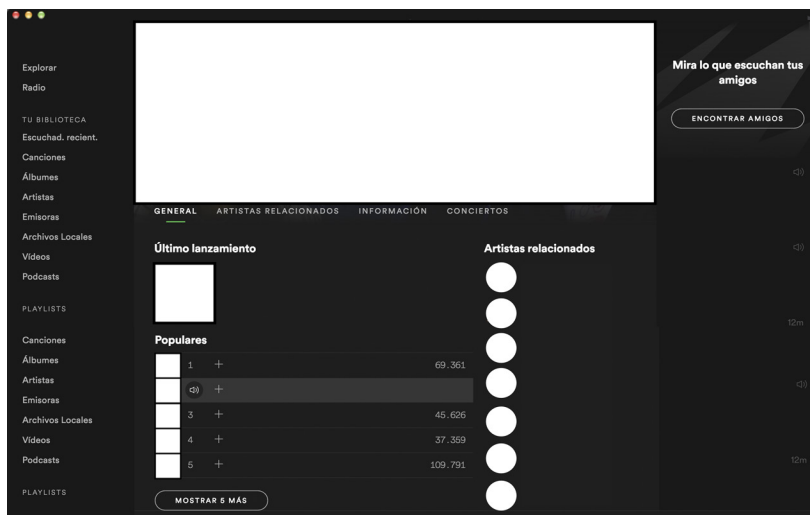 Explorar
Radio
TU BIBLIOTECA
Escuchad. recient.
Canciones
Álbumes
Artistas
Emisoras
Archivos Locales
Vídeos
Podcasts
PLAYLISTS
Canciones
Álbumes
Artistas
Emisoras
Archivos Locales
Vídeos
Podcasts
PLAYLISTS
GENERAL ARTISTAS RELACIONADOS INFORMACIÓN CONCIERTOS
Último lanzamiento
Populares
1 + 69.361
+
3 + 45.626
4 + 37.359
5 + 109.791
MOSTRAR 5 MÁS
Artistas relacionados
Mira lo que escuchan tus
amigos
ENCONTRAR AMIGOS
12m
12m